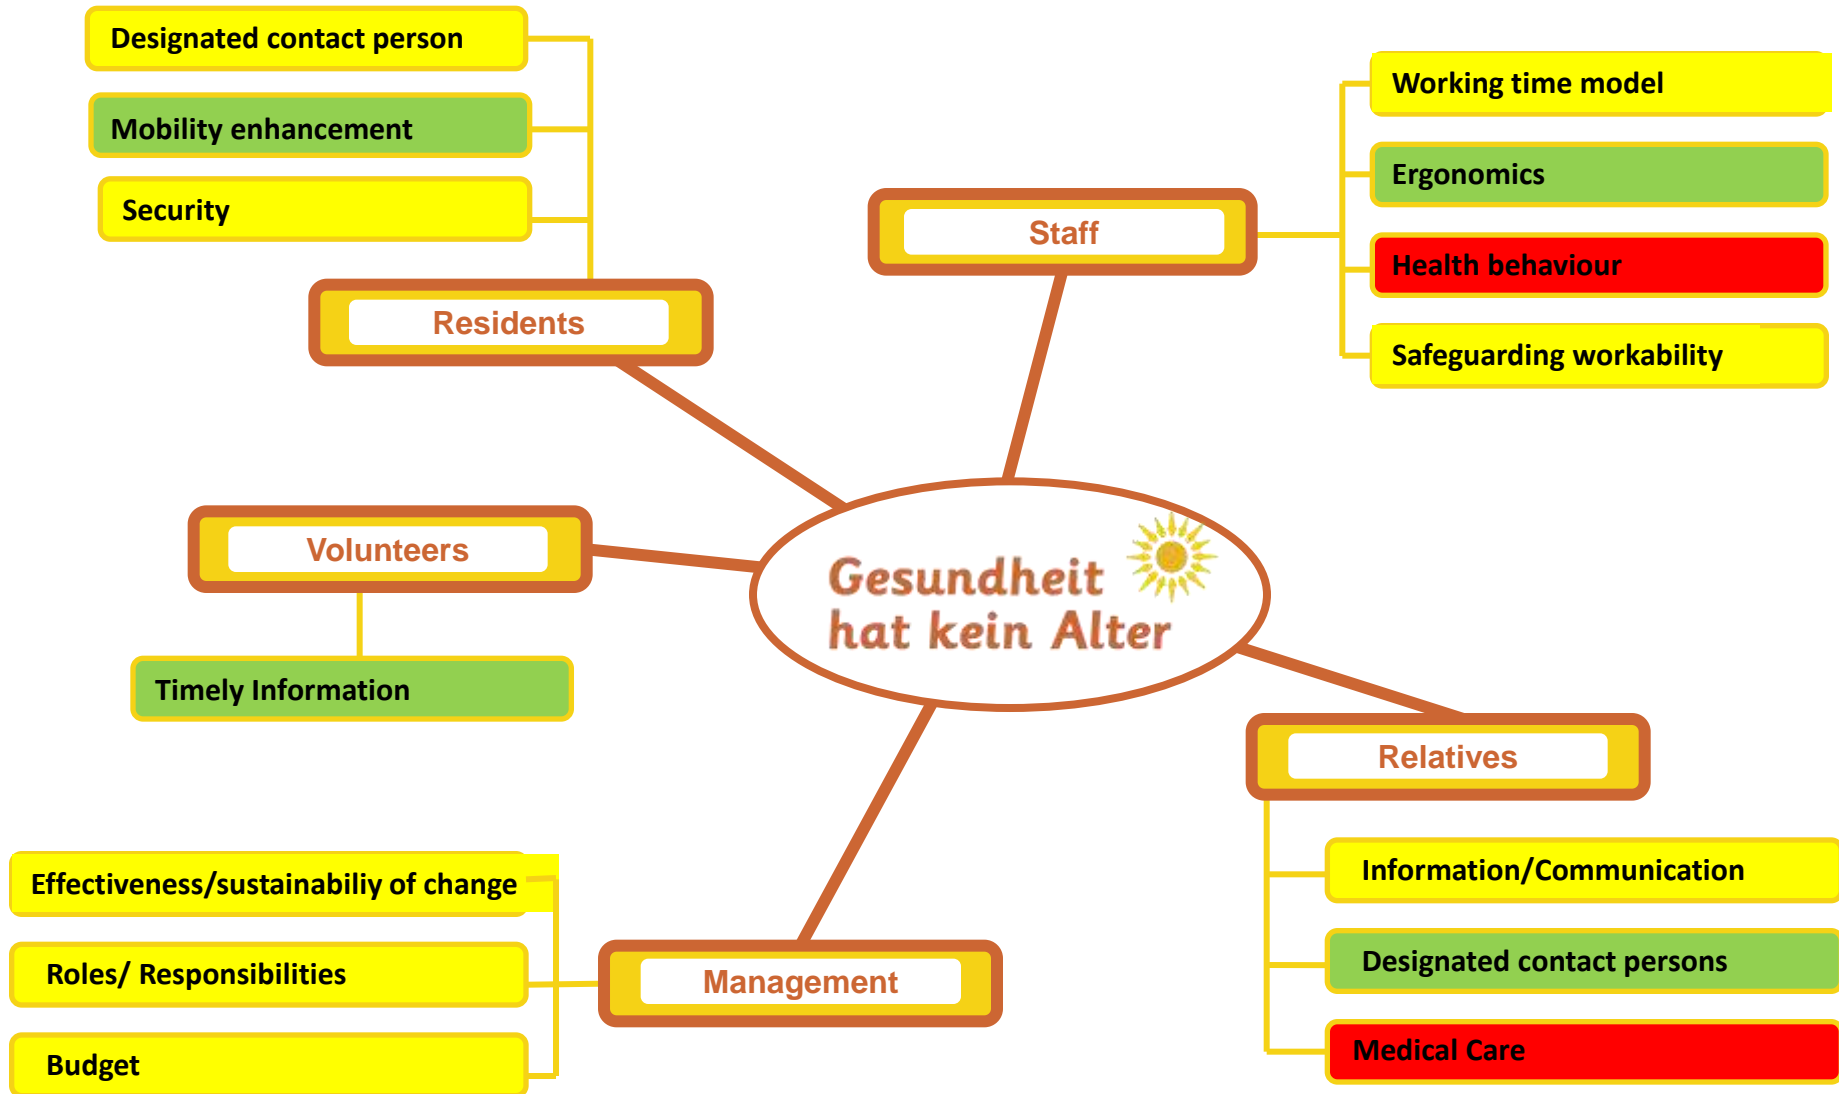 Designated contact person
Mobility enhancement
Security
Residents
Staff
Working time model
Ergonomics
Health behaviour
Safeguarding workability
Volunteers
Timely Information
Gesundheit
hat kein Alter
Relatives
Information/Communication
Designated contact persons
Medical Care
Management
Effectiveness/sustainabiliy of change
Roles/ Responsibilities
Budget